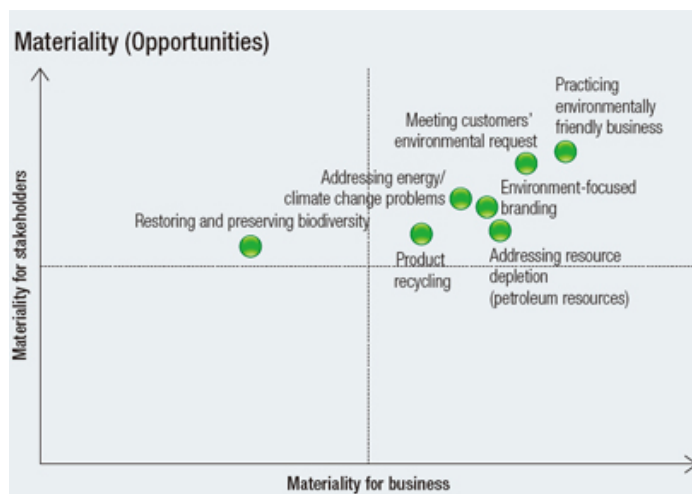 Materiality (Opportunities)
Practicing
environmentally
friendly business
Meeting customers'
environmental request
Addressing energy/
climate change problems
Environment-focused
branding
Restoring and preserving biodiversity
Product
recycling
Addressing resource
depletion
(petroleum resources)
Materiality for stakeholders
Materiality for business